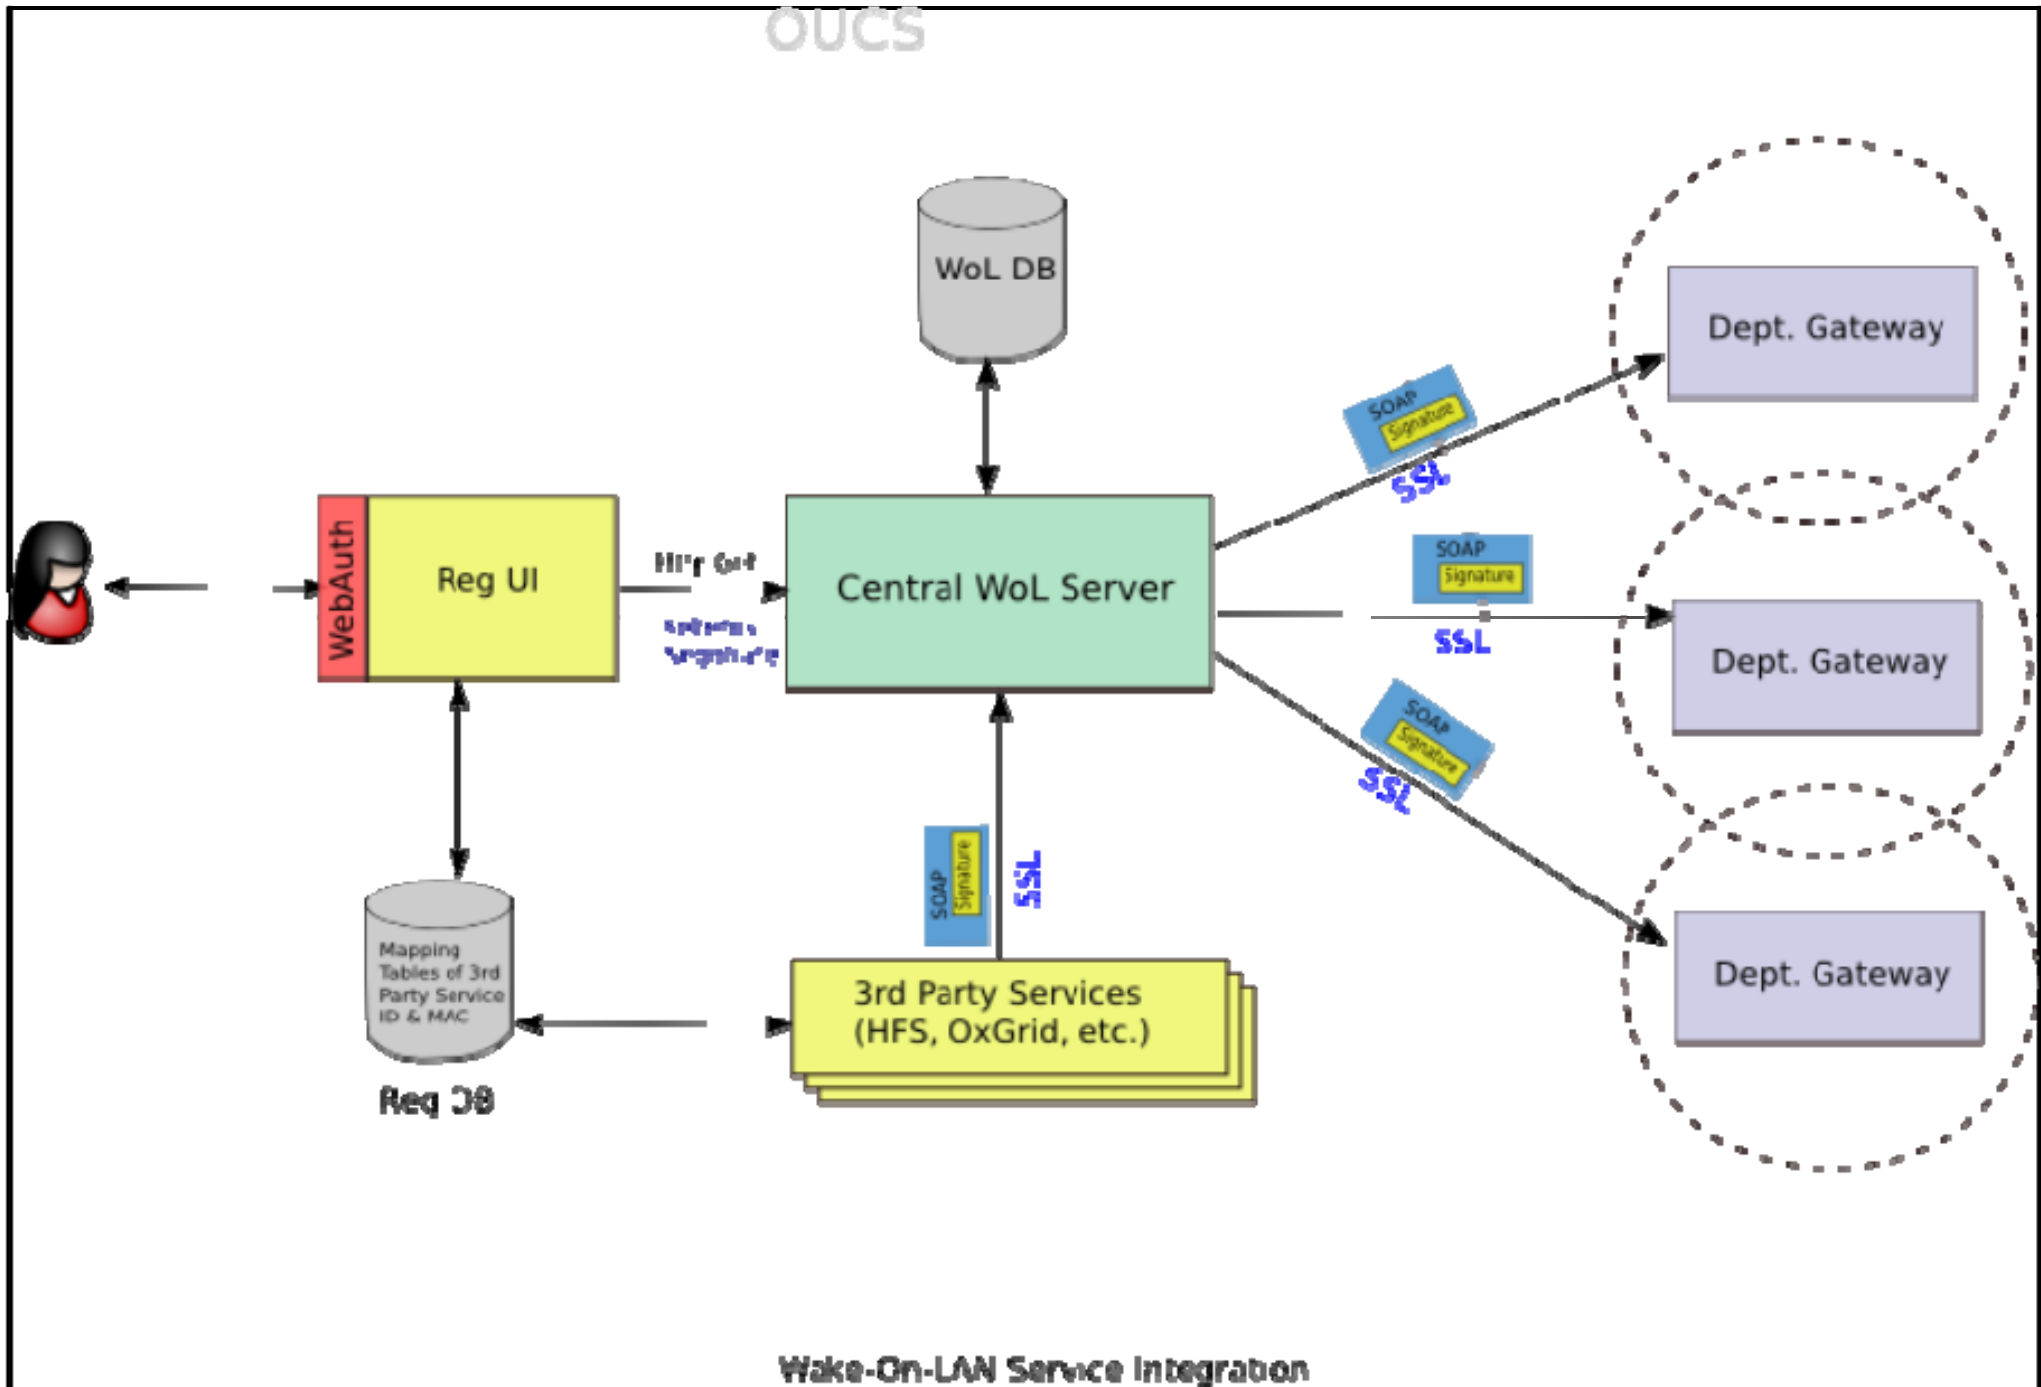 OUCS
WoL DB
Dept. Gateway
SOAP
Signature
SSL
WebAuth
Reg UI
Central WoL Server
SOAP
Signature
SSL
Dept. Gateway
SOAP
Signature
SSL
SOAP
Signature
SSL
Mapping
Tables of 3rd
Party Service
ID & MAC
3rd Party Services
(HFS, OxGrid, etc.)
Dept. Gateway
Reg DB
Wake-On-LAN Service Integration